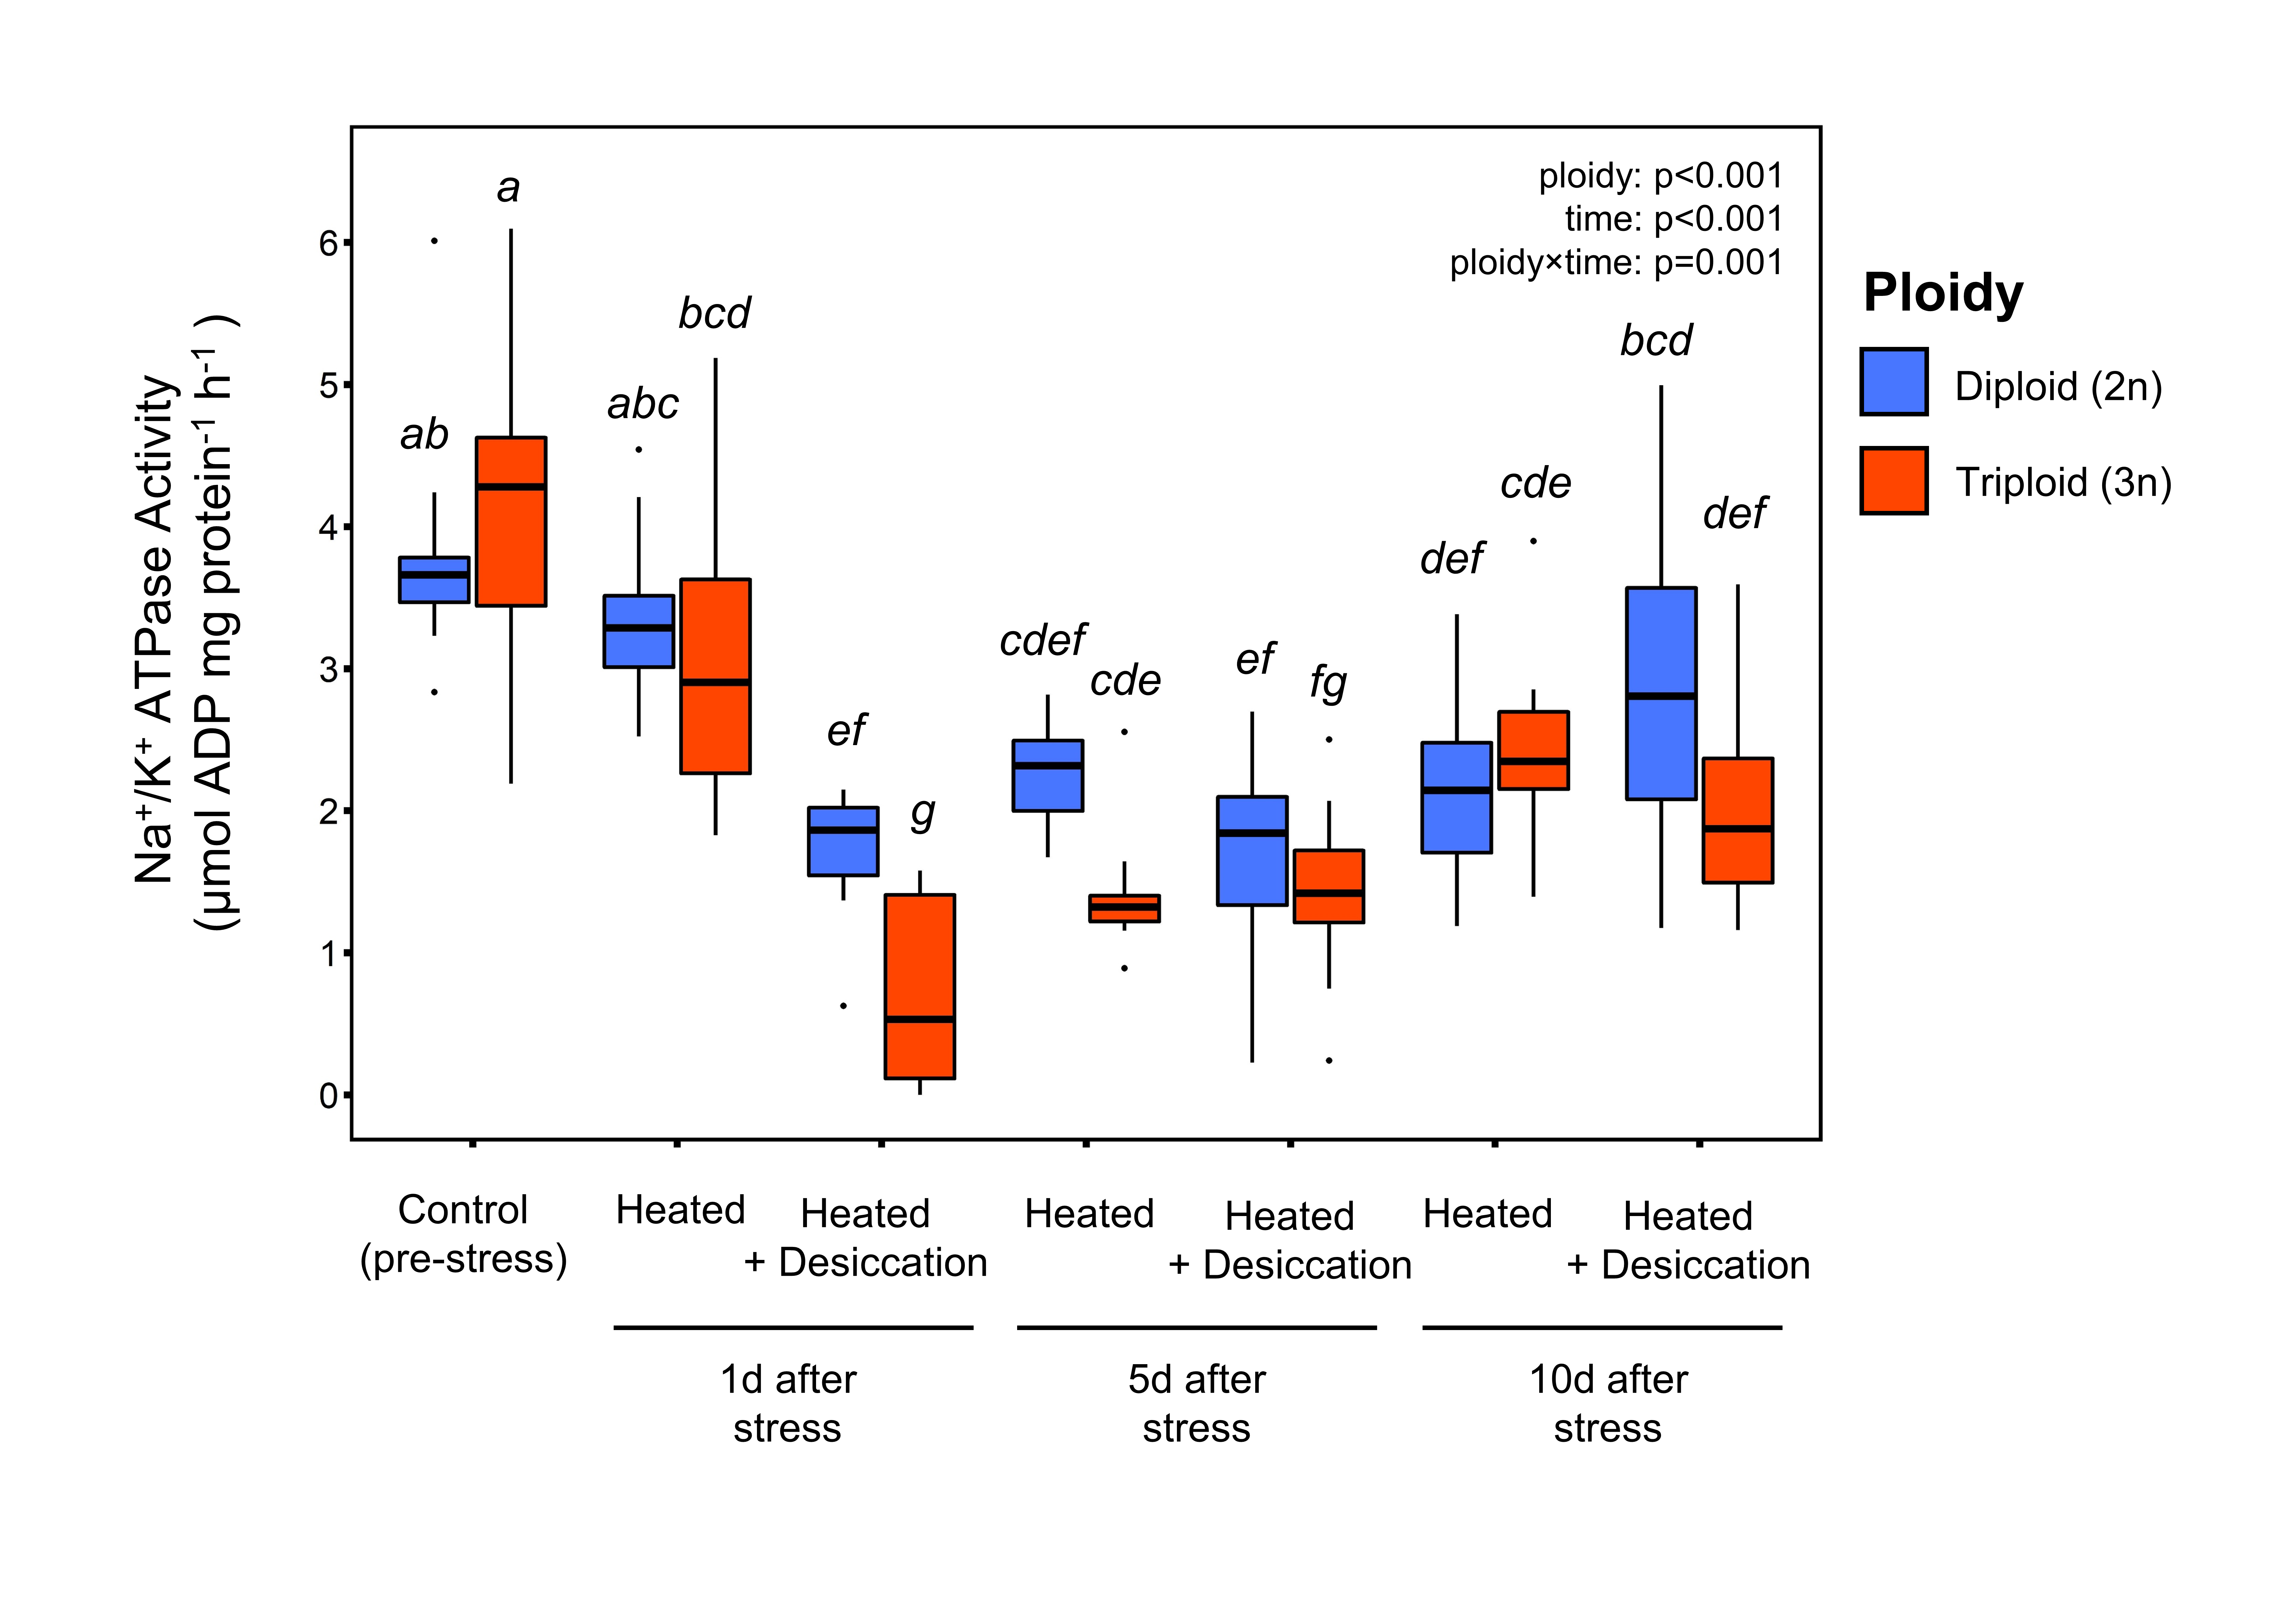 Na+/K+ ATPase Activity
(µmol ADP mg protein-1 h-1 )
6
5
4
3
2
1
0
ab
a
abc
bcd
ef
g
cdef
cde
ef
fg
def
cde
bcd
def
ploidy: p<0.001
time: p<0.001
ploidy×time: p=0.001
Ploidy
Diploid (2n)
Triploid (3n)
Control
(pre-stress)
Heated
Heated
+ Desiccation
Heated
Heated
+ Desiccation
Heated
Heated
+ Desiccation
1d after
stress
5d after
stress
10d after
stress